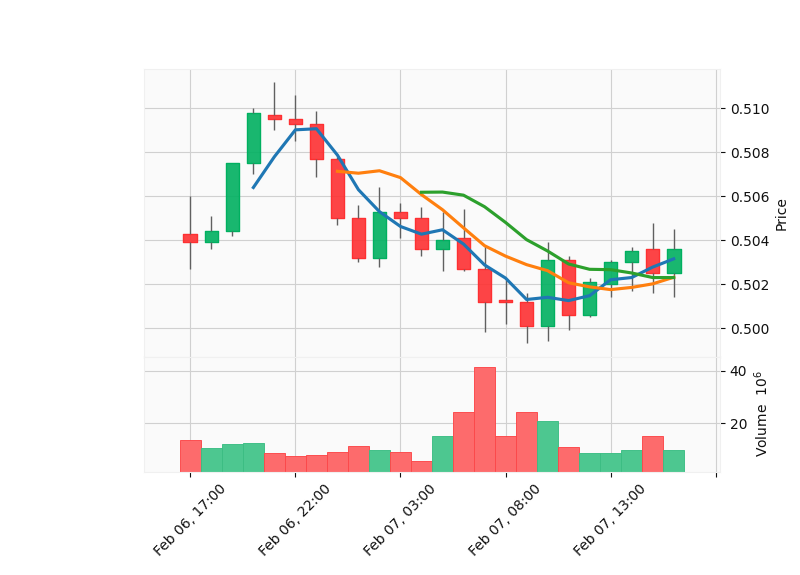 0.510
0.508
0.506
0.504
0.502
0.500
Price
40
20
Volume 10^6
Feb 06, 17:00
Feb 06, 22:00
Feb 07, 03:00
Feb 07, 08:00
Feb 07, 13:00